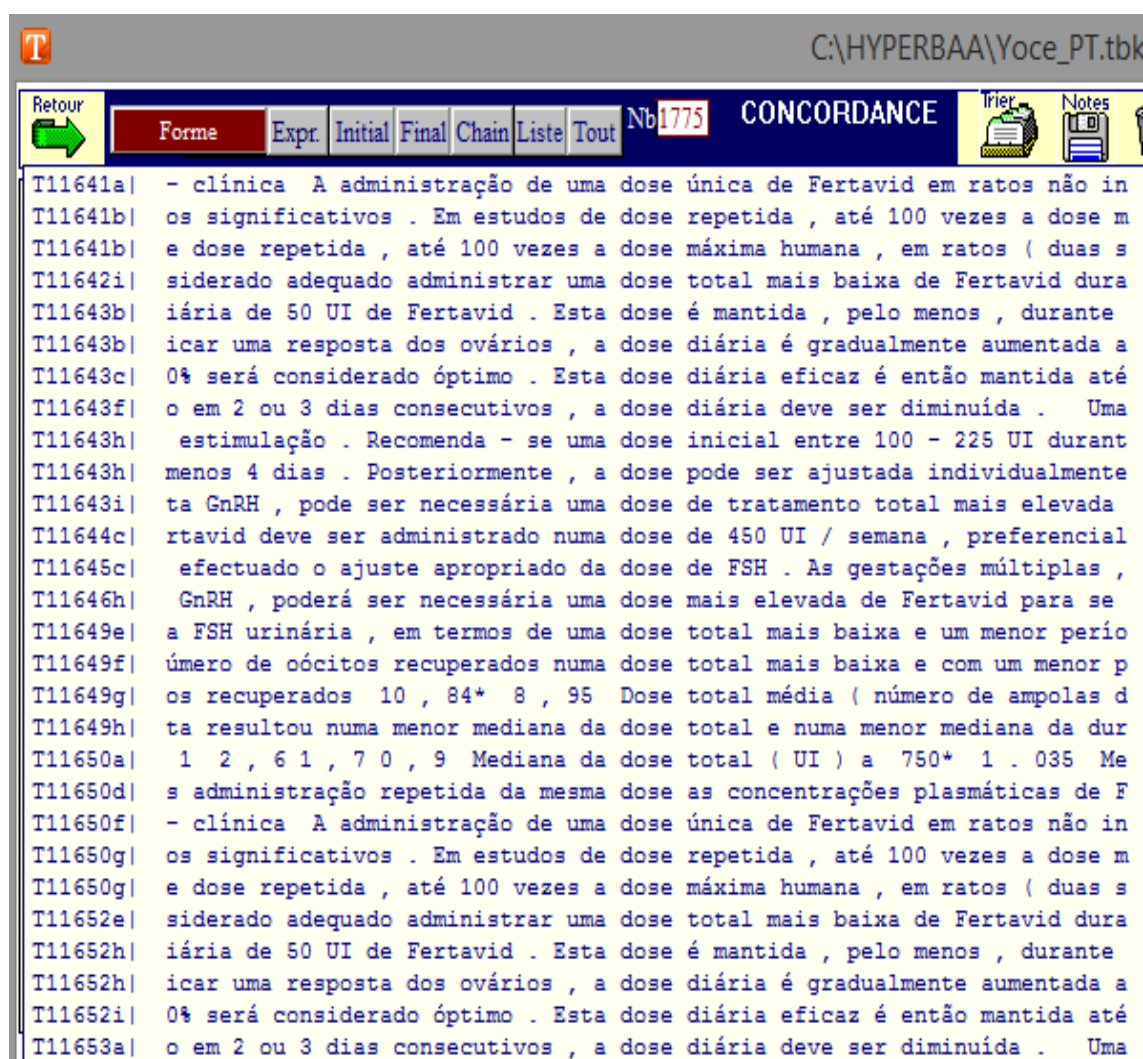 T C:\HYPERBAA\Yoce_PT.tbk
Retour Forme Expr. Initial Final Chain Liste Tout Nb 1775 CONCORDANCE Trier Notes
T11641a| - clínica A administração de uma dose única de Fertavid em ratos não in
T11641b| os significativos . Em estudos de dose repetida , até 100 vezes a dose m
T11641b| e dose repetida , até 100 vezes a dose máxima humana , em ratos ( duas s
T11642i| siderado adequado administrar uma dose total mais baixa de Fertavid dura
T11643b| iária de 50 UI de Fertavid . Esta dose é mantida , pelo menos , durante
T11643b| icar uma resposta dos ovários , a dose diária é gradualmente aumentada a
T11643c| 0% será considerado óptimo . Esta dose diária eficaz é então mantida até
T11643f| o em 2 ou 3 dias consecutivos , a dose diária deve ser diminuída . Uma
T11643h| estimulação . Recomenda - se uma dose inicial entre 100 - 225 UI durant
T11643h| menos 4 dias . Posteriormente , a dose pode ser ajustada individualmente
T11643i| ta GnRH , pode ser necessária uma dose de tratamento total mais elevada
T11644c| rtavid deve ser administrado numa dose de 450 UI / semana , preferencial
T11645c| efectuado o ajuste apropriado da dose de FSH . As gestações múltiplas ,
T11646h| GnRH , poderá ser necessária uma dose mais elevada de Fertavid para se
T11649e| a FSH urinária , em termos de uma dose total mais baixa e um menor perío
T11649f| úmero de oócitos recuperados numa dose total mais baixa e com um menor p
T11649g| os recuperados 10 , 84* 8 , 95 Dose total média ( número de ampolas d
T11649h| ta resultou numa menor mediana da dose total e numa menor mediana da dur
T11650a| 1 2 , 6 1 , 7 0 , 9 Mediana da dose total ( UI ) a 750* 1 . 035 Me
T11650d| s administração repetida da mesma dose as concentrações plasmáticas de F
T11650f| - clínica A administração de uma dose única de Fertavid em ratos não in
T11650g| os significativos . Em estudos de dose repetida , até 100 vezes a dose m
T11650g| e dose repetida , até 100 vezes a dose máxima humana , em ratos ( duas s
T11652e| siderado adequado administrar uma dose total mais baixa de Fertavid dura
T11652h| iária de 50 UI de Fertavid . Esta dose é mantida , pelo menos , durante
T11652h| icar uma resposta dos ovários , a dose diária é gradualmente aumentada a
T11652i| 0% será considerado óptimo . Esta dose diária eficaz é então mantida até
T11653a| o em 2 ou 3 dias consecutivos , a dose diária deve ser diminuída . Uma